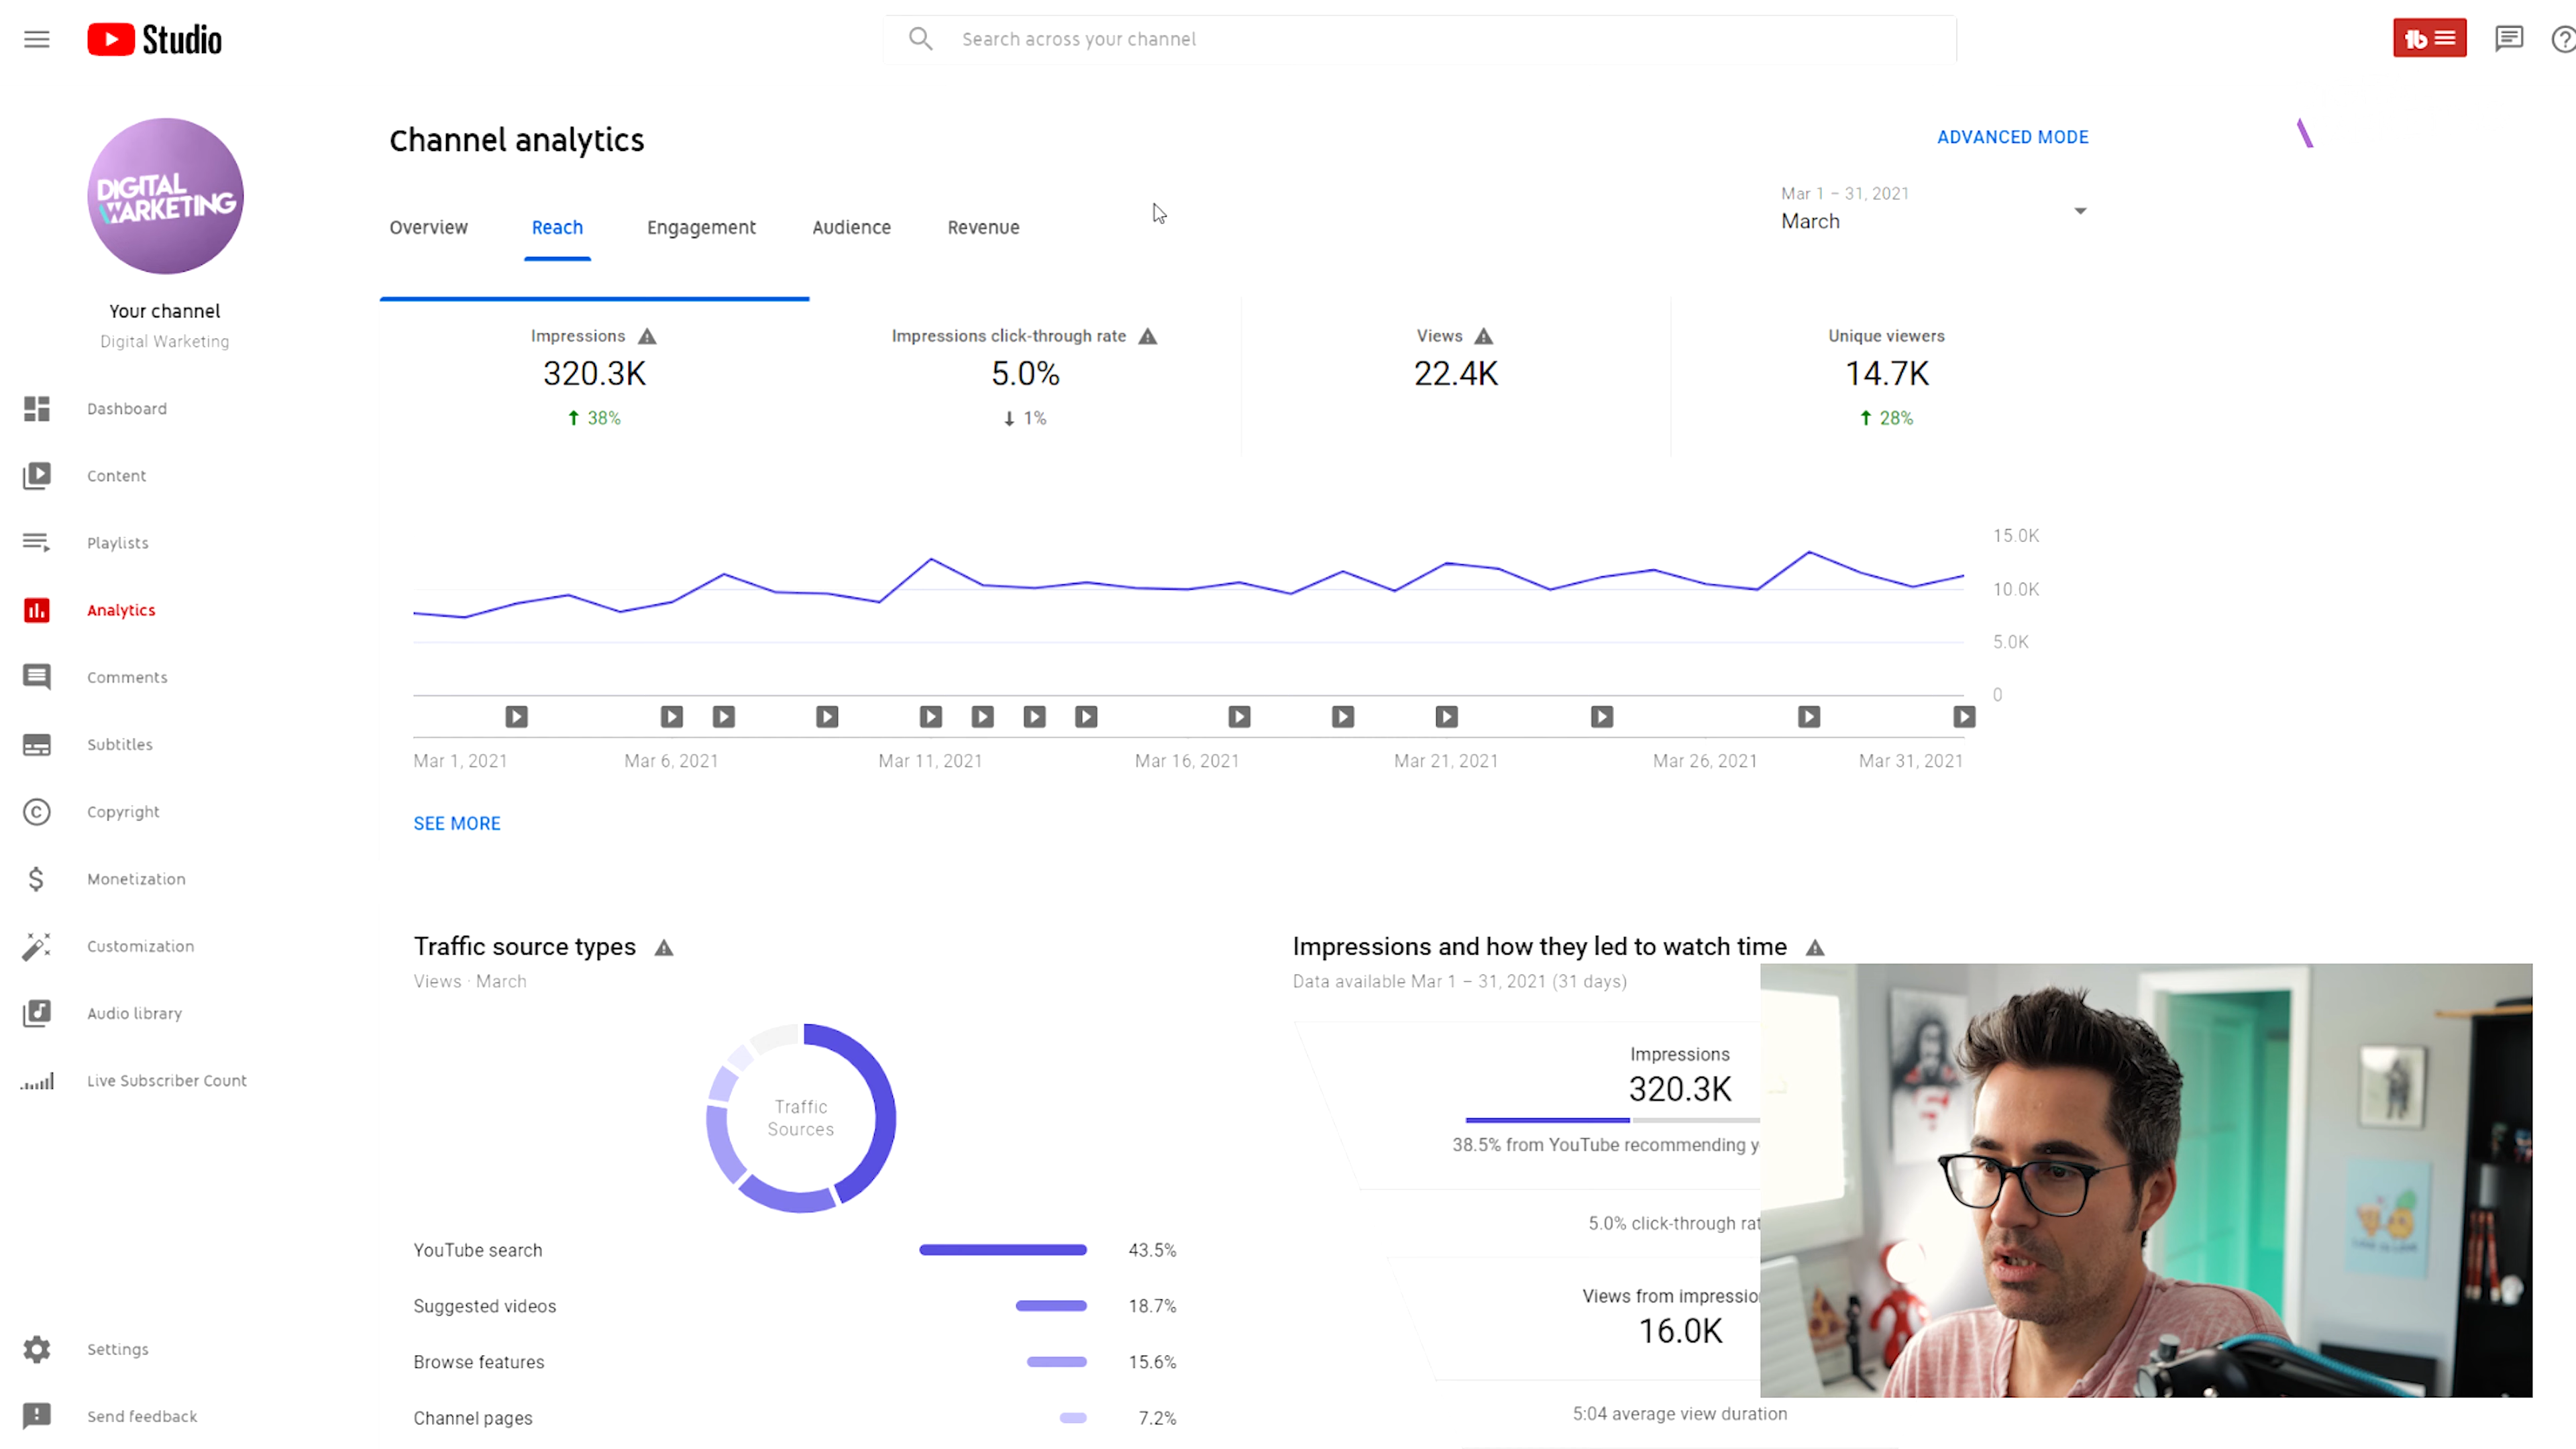 Studio
Search across your channel
tb
DIGITAL
WARKETING
Your channel
Digital Warketing
Dashboard
Content
Playlists
Analytics
Comments
Subtitles
Copyright
Monetization
Customization
Audio library
Live Subscriber Count
Settings
Send feedback
Channel analytics
ADVANCED MODE
Overview Reach Engagement Audience Revenue
Mar 1 – 31, 2021
March
Impressions
320.3K
38%
Impressions click-through rate
5.0%
1%
Views
22.4K
Unique viewers
14.7K
28%
15.0K
10.0K
5.0K
0
Mar 1, 2021 Mar 6, 2021 Mar 11, 2021 Mar 16, 2021 Mar 21, 2021 Mar 26, 2021 Mar 31, 2021
SEE MORE
Traffic source types
Views · March
Traffic
Sources
YouTube search 43.5%
Suggested videos 18.7%
Browse features 15.6%
Channel pages 7.2%
Impressions and how they led to watch time
Data available Mar 1 – 31, 2021 (31 days)
Impressions
320.3K
38.5% from YouTube recommending
5.0% click-through
Views from
16.0K
5:04 average view duration